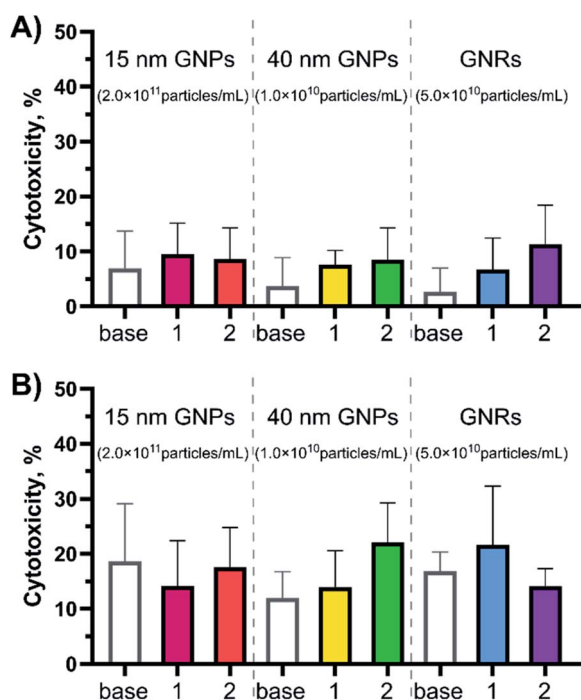 A)
Cytotoxicity, %
50
40
30
20
10
0
15 nm GNPs
(2.0×10¹¹particles/mL)
40 nm GNPs
(1.0×10¹⁰particles/mL)
GNRs
(5.0×10¹⁰particles/mL)
base 1 2 base 1 2 base 1 2
B)
Cytotoxicity, %
50
40
30
20
10
0
15 nm GNPs
(2.0×10¹¹particles/mL)
40 nm GNPs
(1.0×10¹⁰particles/mL)
GNRs
(5.0×10¹⁰particles/mL)
base 1 2 base 1 2 base 1 2